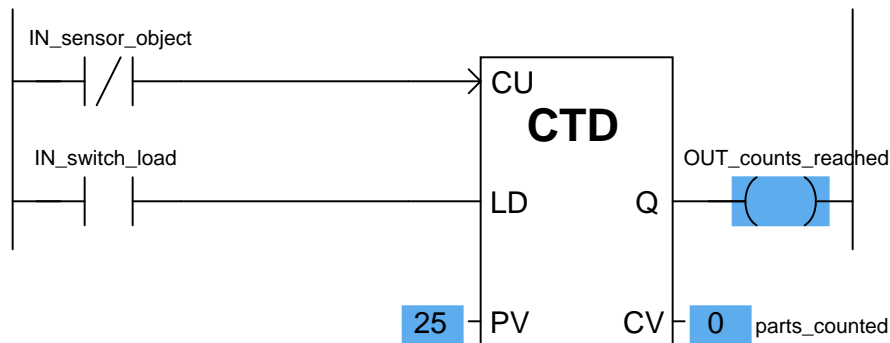 IN_sensor_object
CU
CTD
IN_switch_load
OUT_counts_reached
LD
Q
25
PV
CV
0
parts_counted